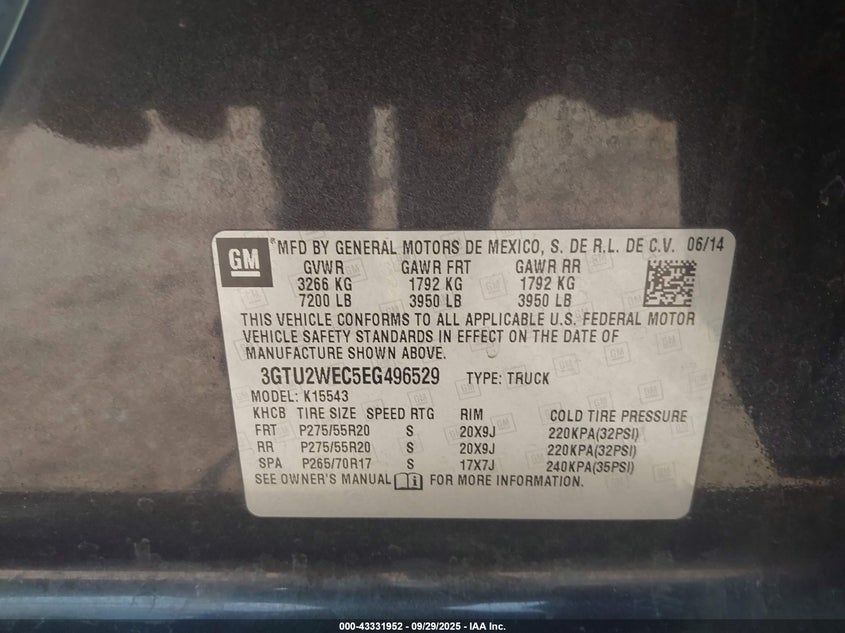 GM
MFD BY GENERAL MOTORS DE MEXICO, S. DE R.L. DE C.V. 06/14
GVWR GAWR FRT GAWR RR
3266 KG 1792 KG 1792 KG
7200 LB 3950 LB 3950 LB
THIS VEHICLE CONFORMS TO ALL APPLICABLE U.S. FEDERAL MOTOR
VEHICLE SAFETY STANDARDS IN EFFECT ON THE DATE OF
MANUFACTURE SHOWN ABOVE.
3GTU2WEC5EG496529 TYPE: TRUCK
MODEL: K15543
KHCB TIRE SIZE SPEED RTG RIM COLD TIRE PRESSURE
FRT P275/55R20 S 20X9J 220KPA(32PSI)
RR P275/55R20 S 20X9J 220KPA(32PSI)
SPA P265/70R17 S 17X7J 240KPA(35PSI)
SEE OWNER'S MANUAL FOR MORE INFORMATION.
000-43331952 - 09/29/2025 - IAA Inc.